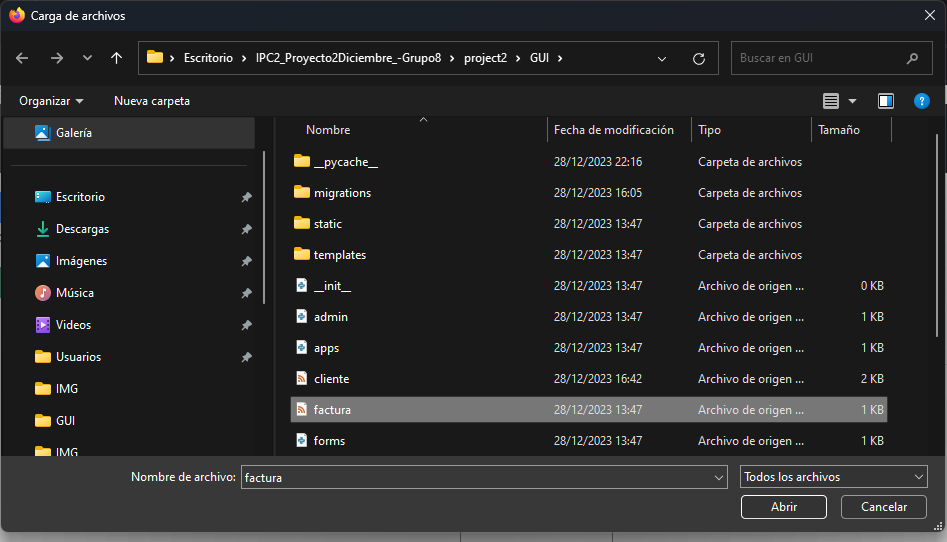 Carga de archivos
Escritorio > IPC2_Proyecto2Diciembre_-Grupo8 > project2 > GUI >
Buscar en GUI
Organizar Nueva carpeta
Galería
Escritorio
Descargas
Imágenes
Música
Videos
Usuarios
IMG
GUI
IMG
Nombre Fecha de modificación Tipo Tamaño
__pycache__ 28/12/2023 22:16 Carpeta de archivos
migrations 28/12/2023 16:05 Carpeta de archivos
static 28/12/2023 13:47 Carpeta de archivos
templates 28/12/2023 13:47 Carpeta de archivos
__init__ 28/12/2023 13:47 Archivo de origen ... 0 KB
admin 28/12/2023 13:47 Archivo de origen ... 1 KB
apps 28/12/2023 13:47 Archivo de origen ... 1 KB
cliente 28/12/2023 16:42 Archivo de origen ... 2 KB
factura 28/12/2023 13:47 Archivo de origen ... 1 KB
forms 28/12/2023 13:47 Archivo de origen ... 1 KB
Nombre de archivo: factura
Todos los archivos
Abrir Cancelar